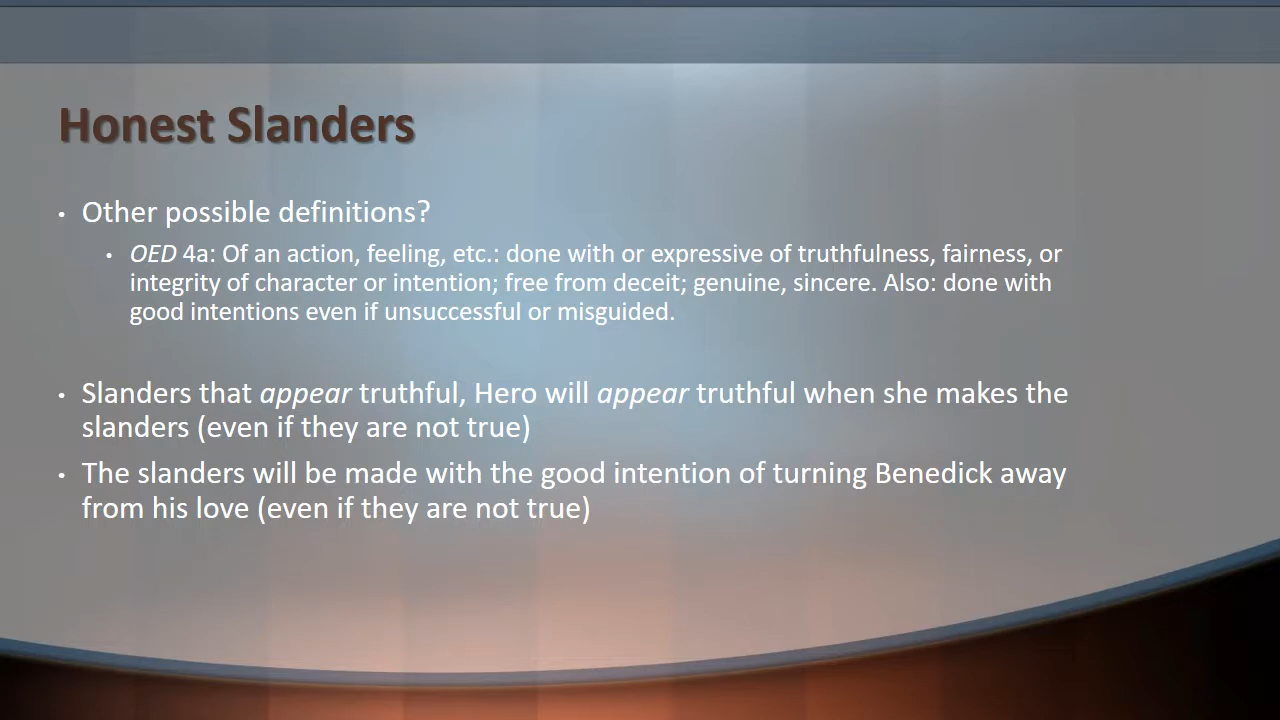 Honest Slanders
• Other possible definitions?
• OED 4a: Of an action, feeling, etc.: done with or expressive of truthfulness, fairness, or
integrity of character or intention; free from deceit; genuine, sincere. Also: done with
good intentions even if unsuccessful or misguided.
• Slanders that appear truthful, Hero will appear truthful when she makes the
slanders (even if they are not true)
• The slanders will be made with the good intention of turning Benedick away
from his love (even if they are not true)